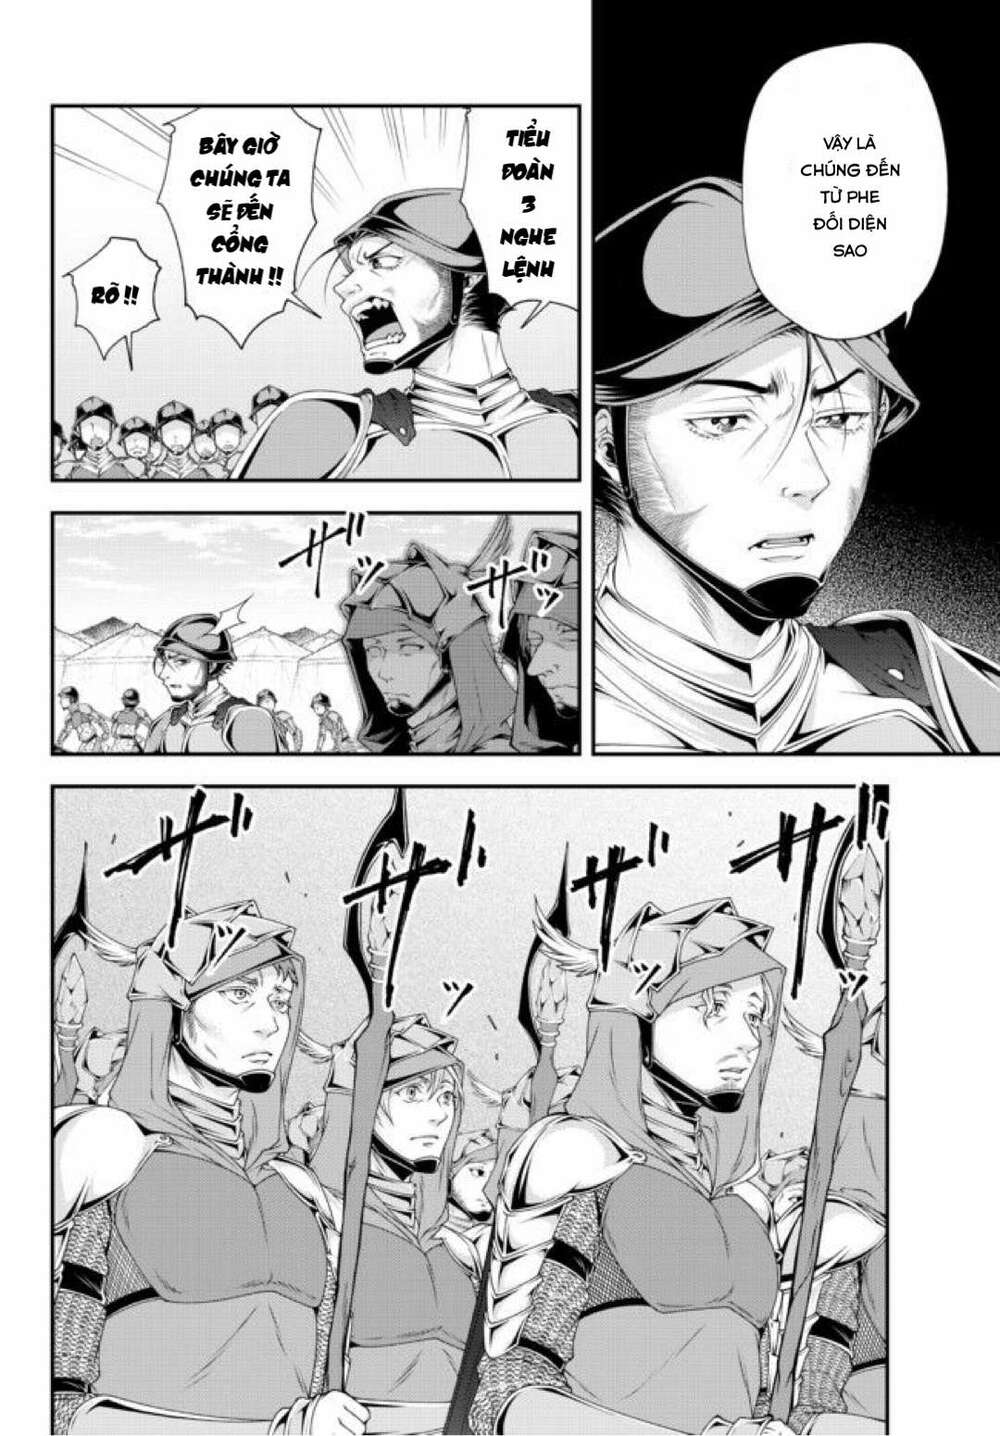 VẬY LÀ
CHÚNG ĐẾN
TỪ PHE
ĐỐI DIỆN
SAO
TIỂU
ĐOÀN
3
NGHE
LỆNH
BÂY GIỜ
CHÚNG TA
SẼ ĐẾN
CỔNG
THÀNH !!
RÕ !!
ザッ
ザッ
ザッ
ザッ
ザッ
ザッ